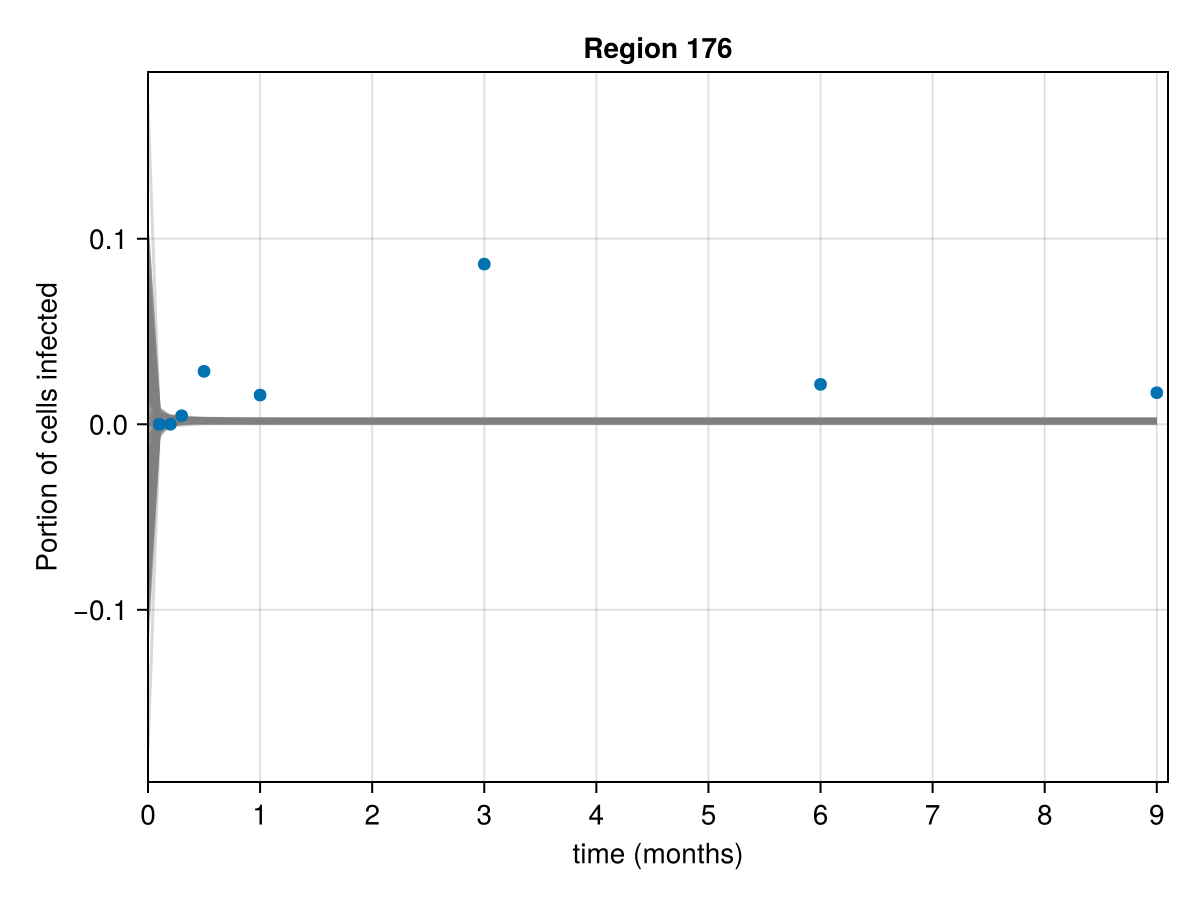 Region 176
Portion of cells infected
0.1
0.0
−0.1
0 1 2 3 4 5 6 7 8 9
time (months)